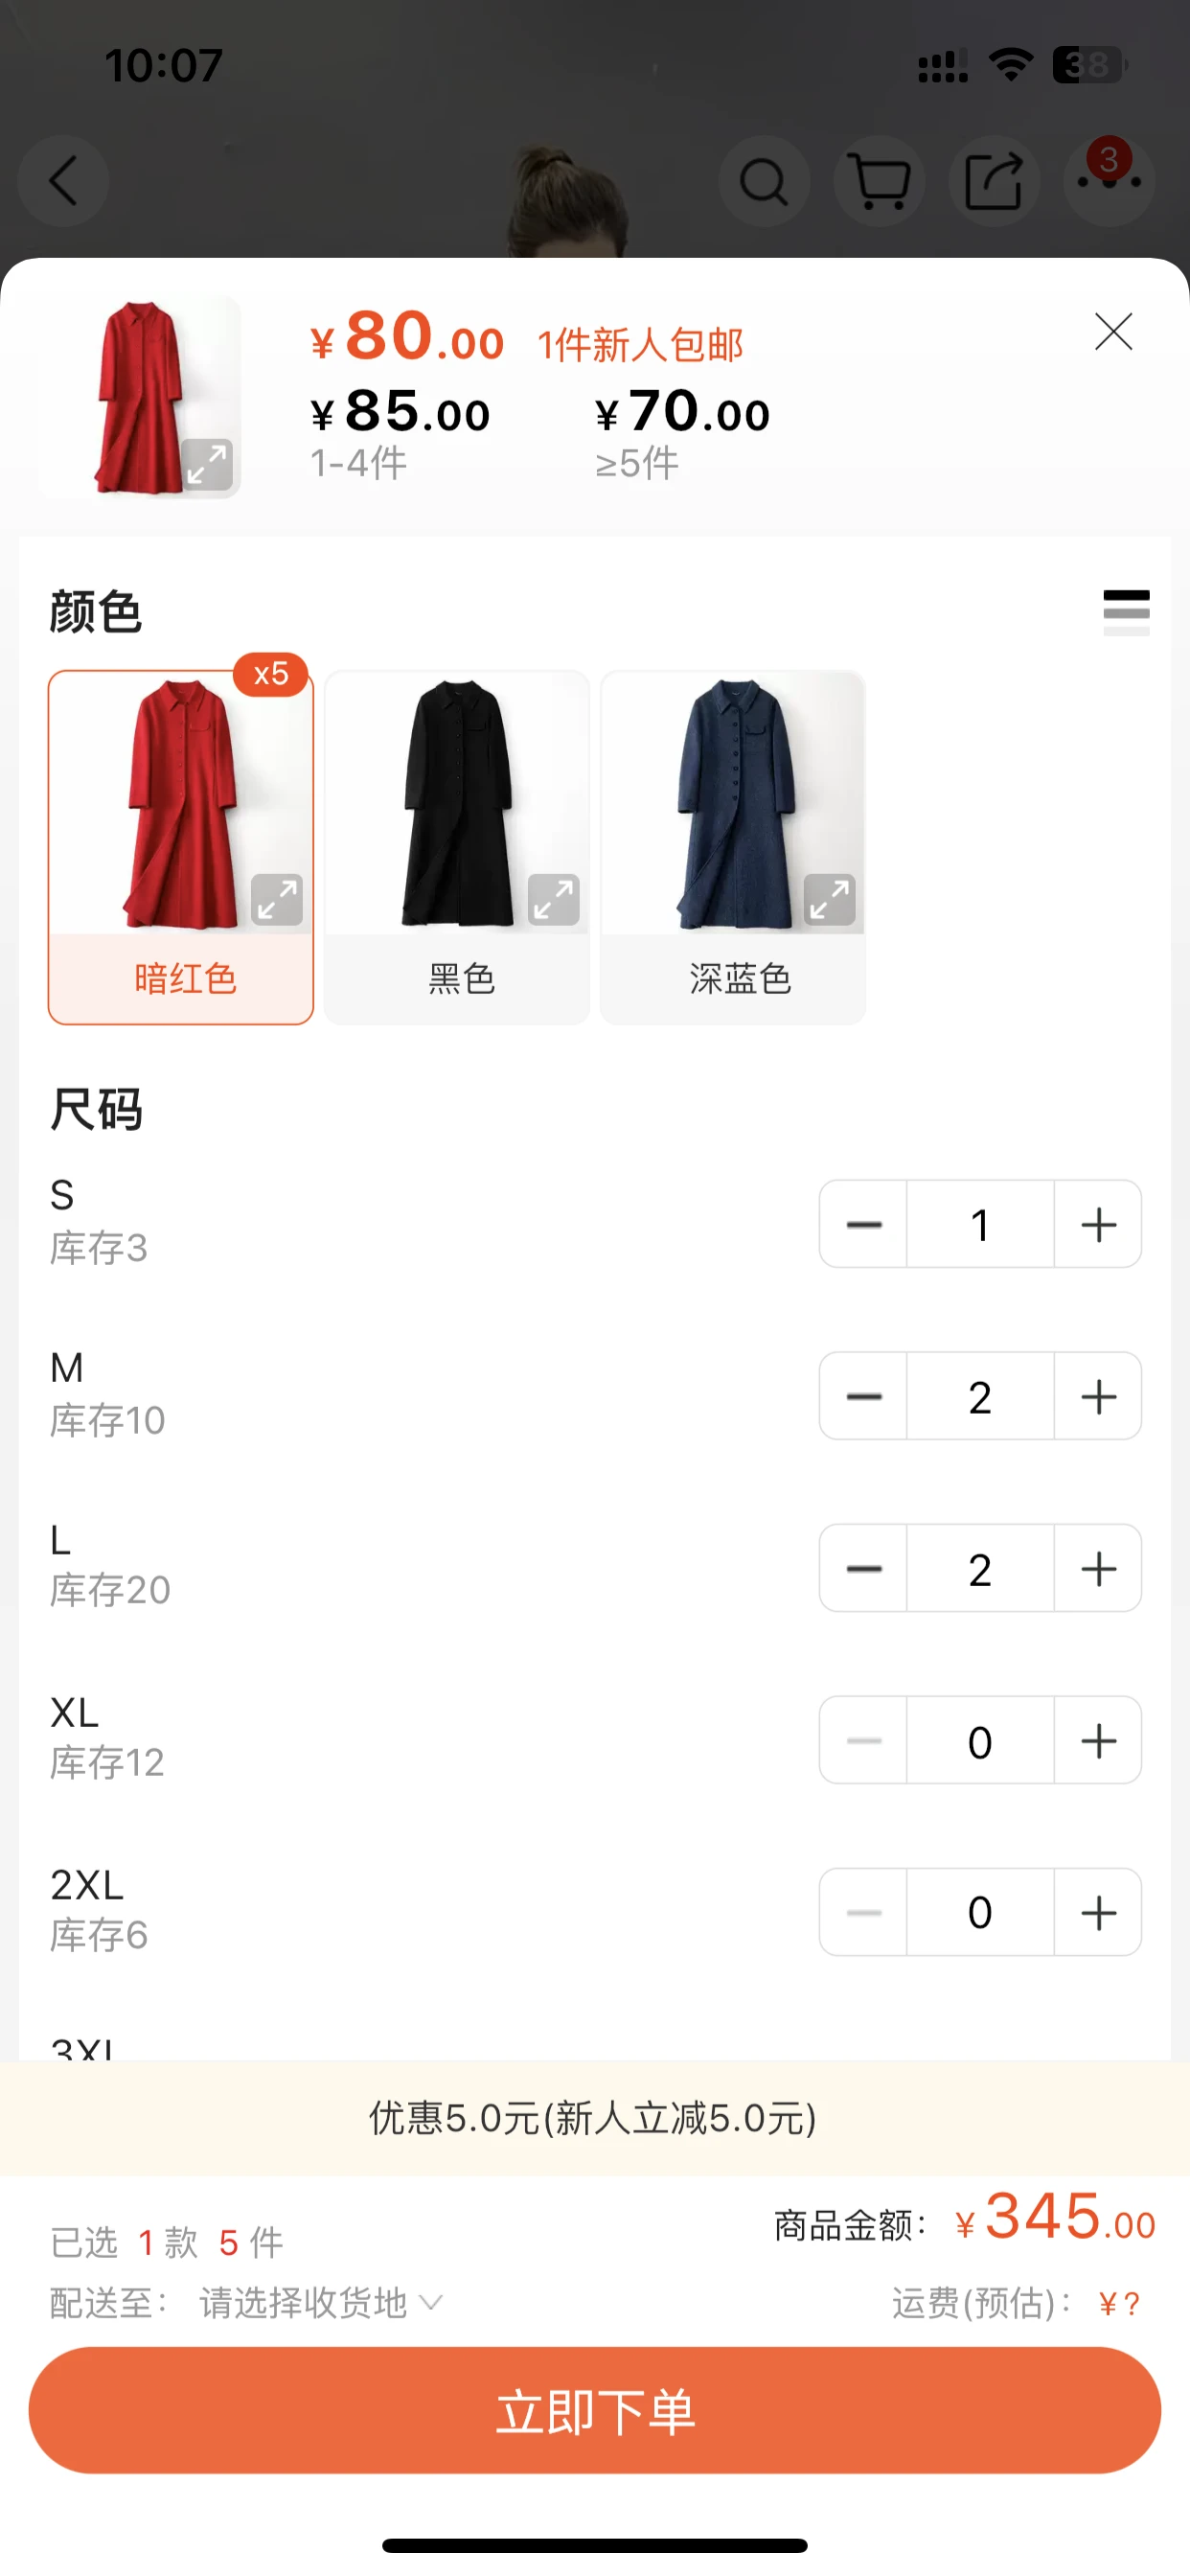 10:07
38
3
¥80.00 1件新人包邮
¥85.00 ¥70.00
1-4件 ≥5件
颜色
x5
暗红色 黑色 深蓝色
尺码
S
库存3
1
M
库存10
2
L
库存20
2
XL
库存12
0
2XL
库存6
0
3XL
优惠5.0元(新人立减5.0元)
已选 1 款 5 件
商品金额: ¥345.00
配送至: 请选择收货地
运费(预估): ¥?
立即下单